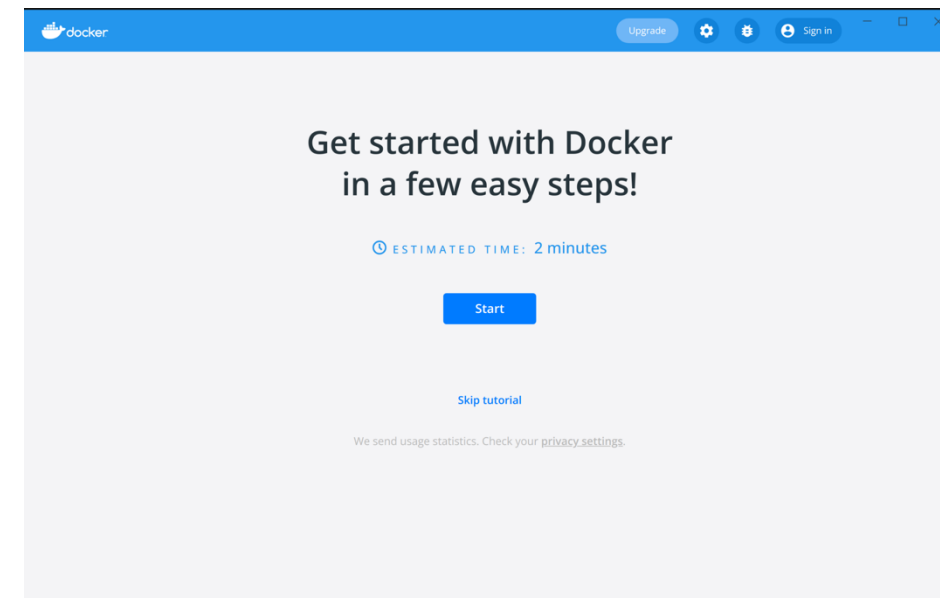 docker
Upgrade
Sign in
Get started with Docker
in a few easy steps!
ESTIMATED TIME: 2 minutes
Start
Skip tutorial
We send usage statistics. Check your privacy settings.